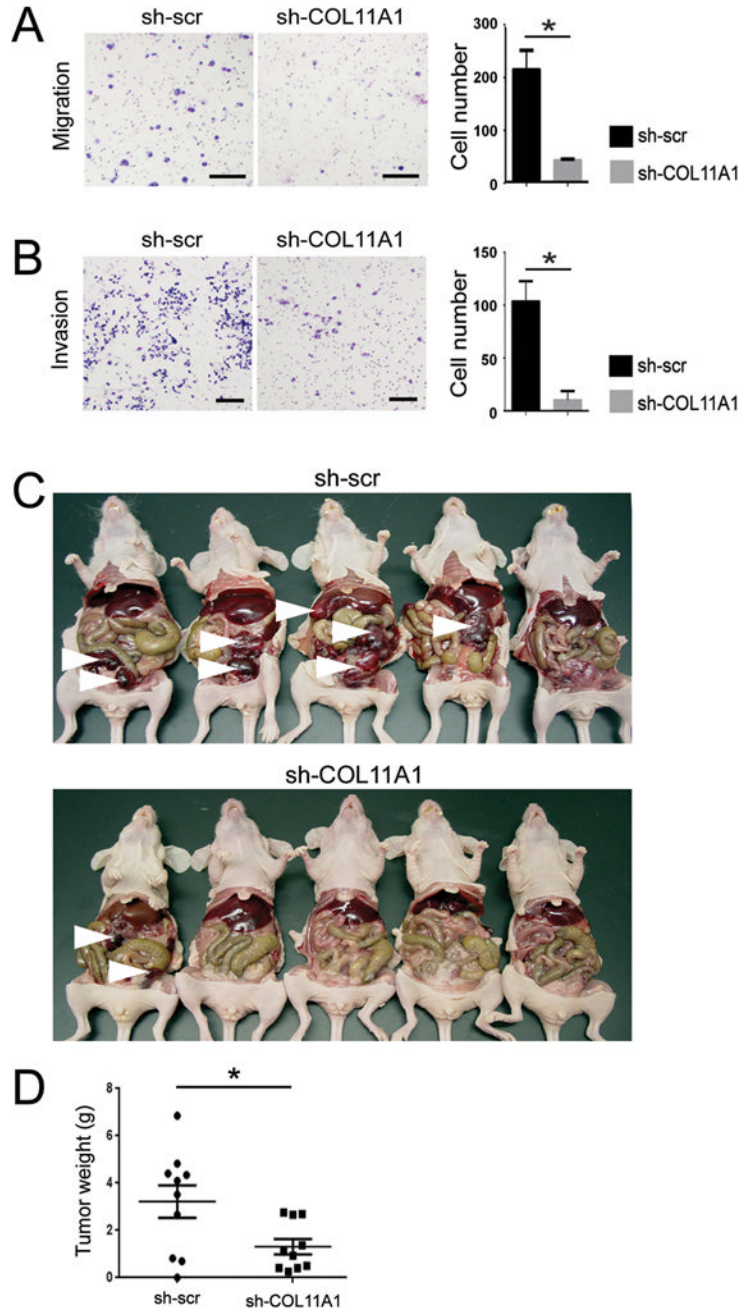 A
sh-scr
sh-COL11A1
Migration
Cell number
300
200
100
0
*
sh-scr
sh-COL11A1
B
sh-scr
sh-COL11A1
Invasion
Cell number
150
100
50
0
*
sh-scr
sh-COL11A1
C
sh-scr
sh-COL11A1
D
Tumor weight (g)
8
6
4
2
0
*
sh-scr
sh-COL11A1